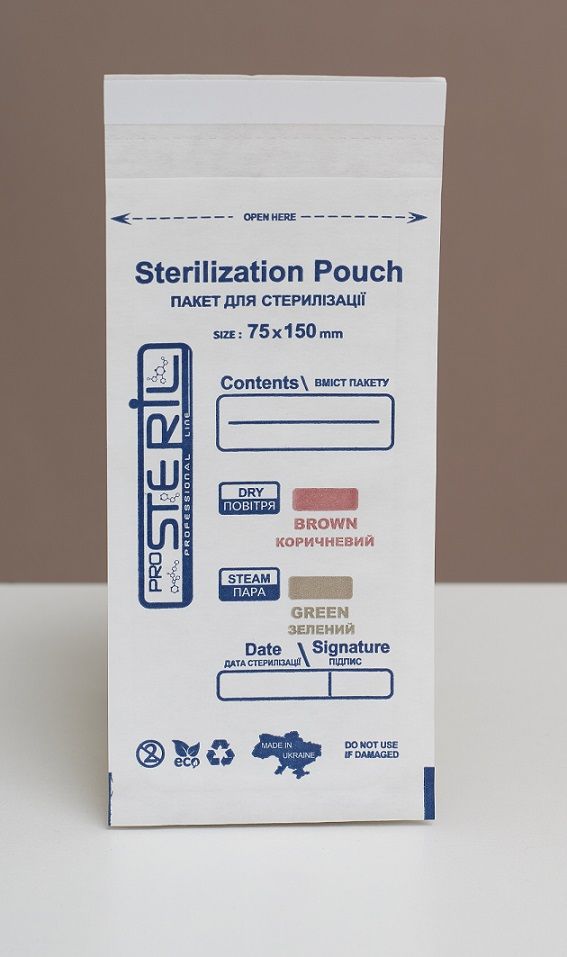 OPEN HERE
Sterilization Pouch
ПАКЕТ ДЛЯ СТЕРИЛІЗАЦІЇ
SIZE : 75x150 mm
PRO STERIL
PROFESSIONAL LINE
Contents \ ВМІСТ ПАКЕТУ
DRY
ПОВІТРЯ
BROWN
КОРИЧНЕВИЙ
STEAM
ПАРА
GREEN
ЗЕЛЕНИЙ
Date \ Signature
ДАТА СТЕРИЛІЗАЦІЇ ПІДПИС
2
eco
MADE IN
UKRAINE
DO NOT USE
IF DAMAGED